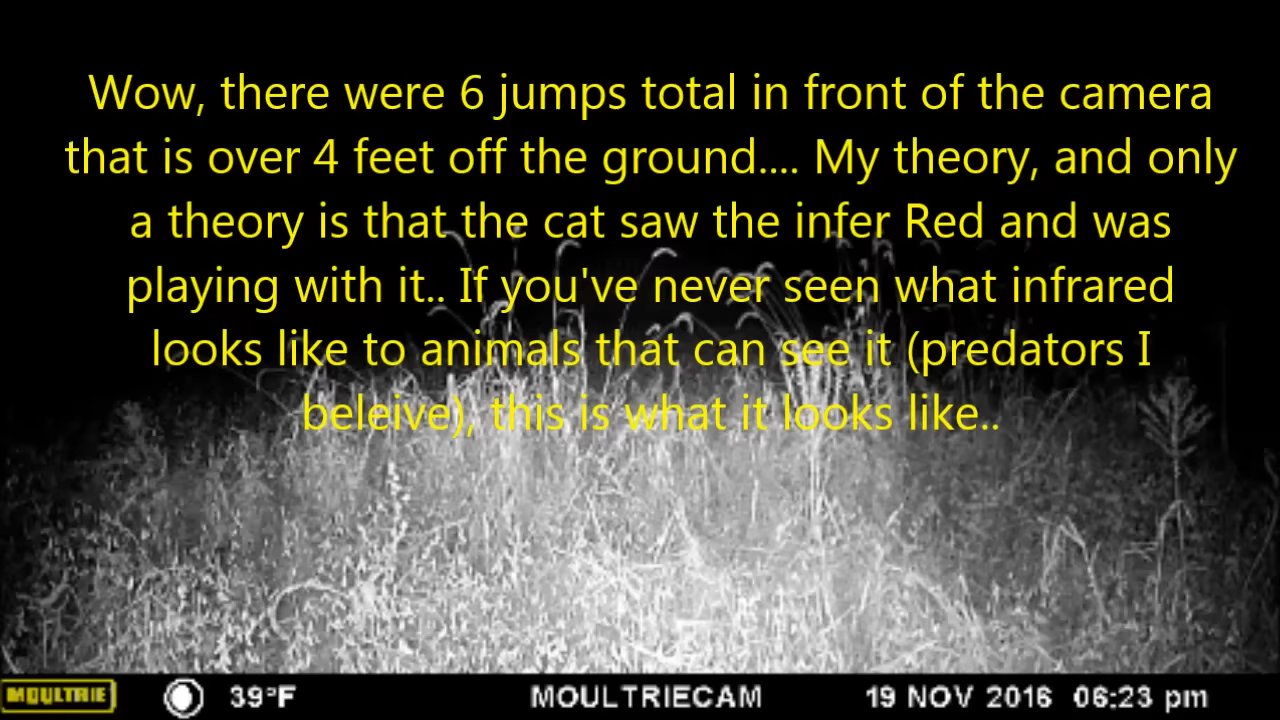 Wow, there were 6 jumps total in front of the camera
that is over 4 feet off the ground.... My theory, and only
a theory is that the cat saw the infer Red and was
playing with it.. If you've never seen what infrared
looks like to animals that can see it (predators I
beleive), this is what it looks like..
MOULTRIE 39°F MOULTRIECAM 19 NOV 2016 06:23 pm